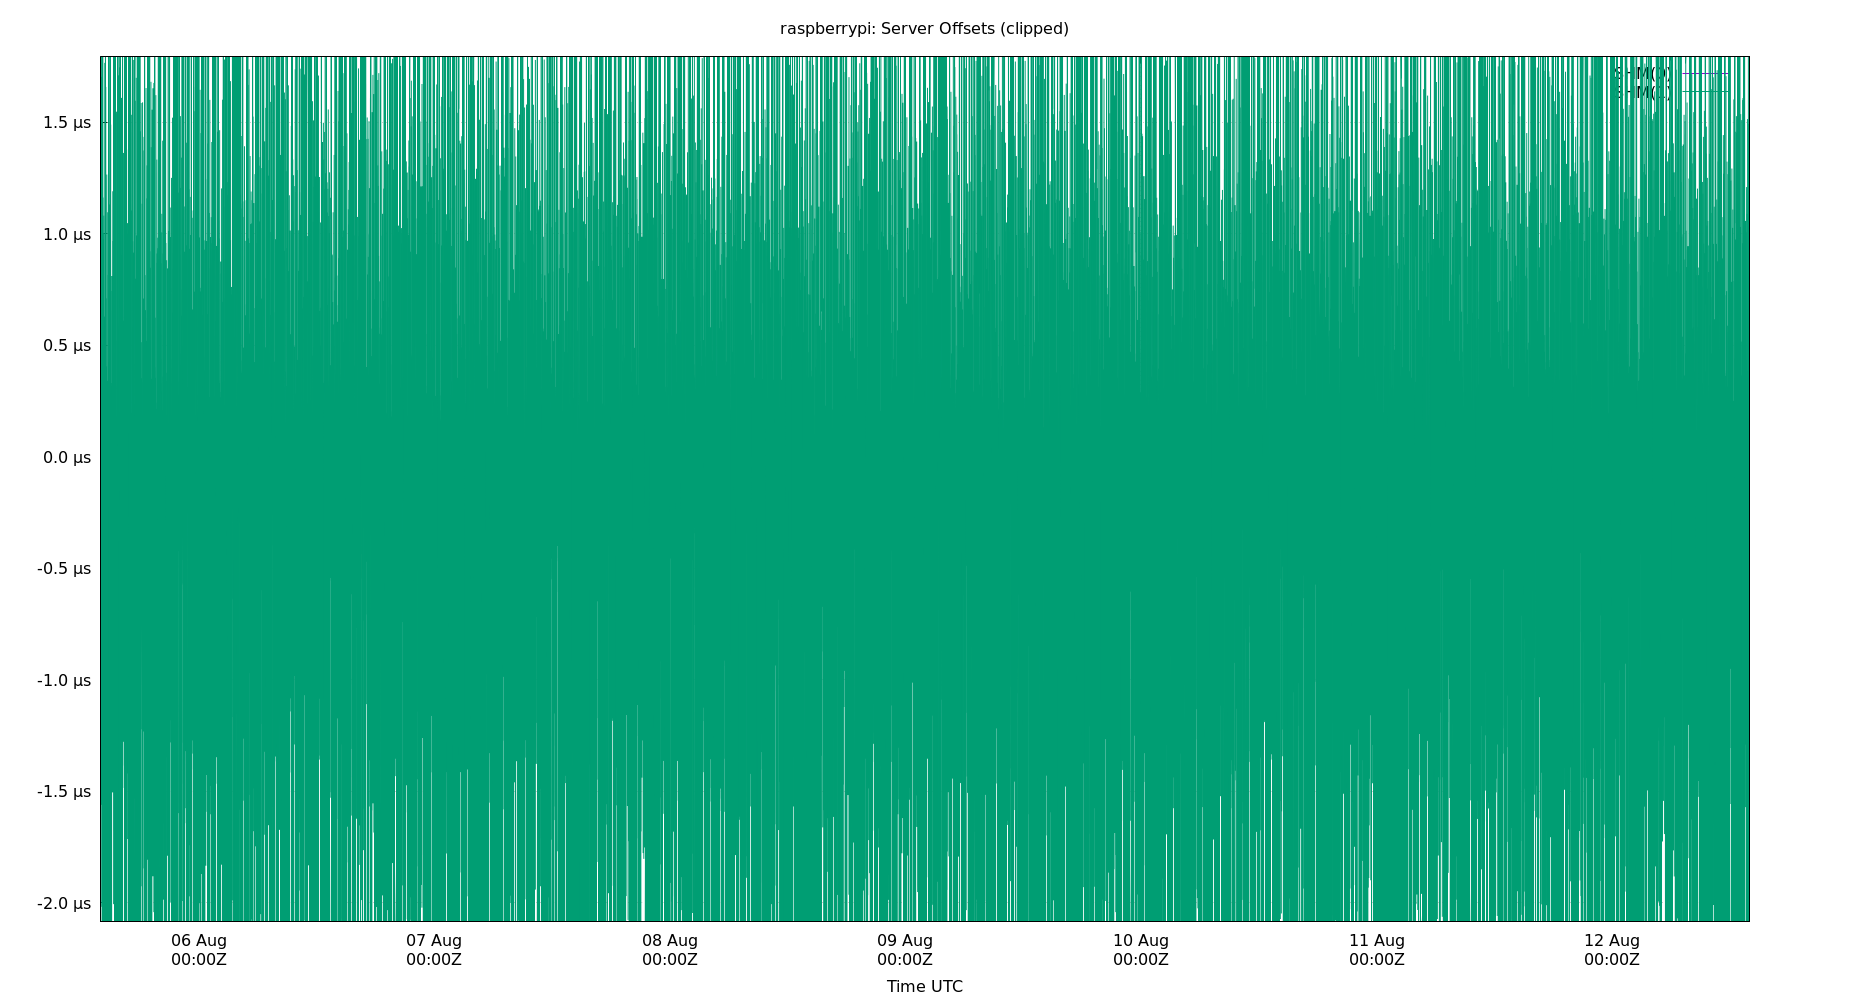 raspberrypi: Server Offsets (clipped)
SHM(0)
1.5 µs
1.0 µs
0.5 µs
0.0 µs
-0.5 µs
-1.0 µs
-1.5 µs
-2.0 µs
06 Aug 07 Aug 08 Aug 09 Aug 10 Aug 11 Aug 12 Aug
00:00Z 00:00Z 00:00Z 00:00Z 00:00Z 00:00Z 00:00Z
Time UTC